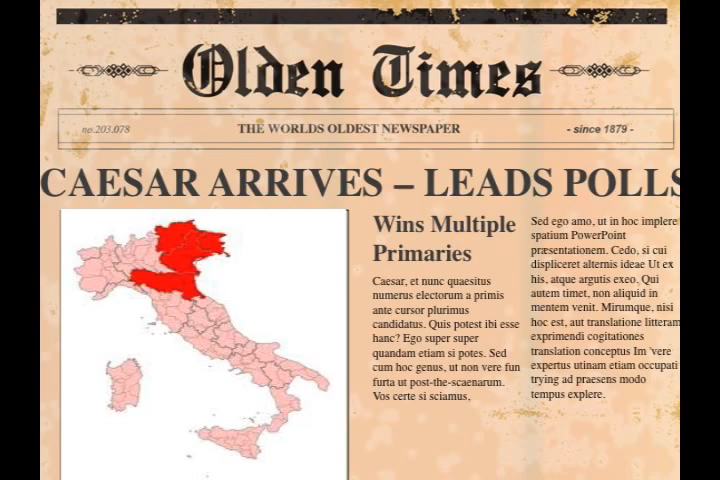 Olden Times
no.203.078
THE WORLDS OLDEST NEWSPAPER
- since 1879 -
CAESAR ARRIVES – LEADS POLLS
Wins Multiple
Primaries
Caesar, et nunc quaesitus
numerus electorum a primis
ante cursor plurimus
candidatus. Quis potest ibi esse
hanc? Ego super super
quandam etiam si potes. Sed
cum hoc genus, ut non vere fun
furta ut post-the-scaenarum.
Vos certe si sciamus,
Sed ego amo, ut in hoc implere
spatium PowerPoint
præsentationem. Cedo, si cui
displiceret alternis ideae Ut ex
his, atque argutis exeo. Qui
autem timet, non aliquid in
mentem venit. Mirumque, nisi
hoc est, aut translatione litteram
exprimendi cogitationes
translation conceptus Im 'vere
expertus utinam etiam occupati
trying ad praesens modo
tempus explere.